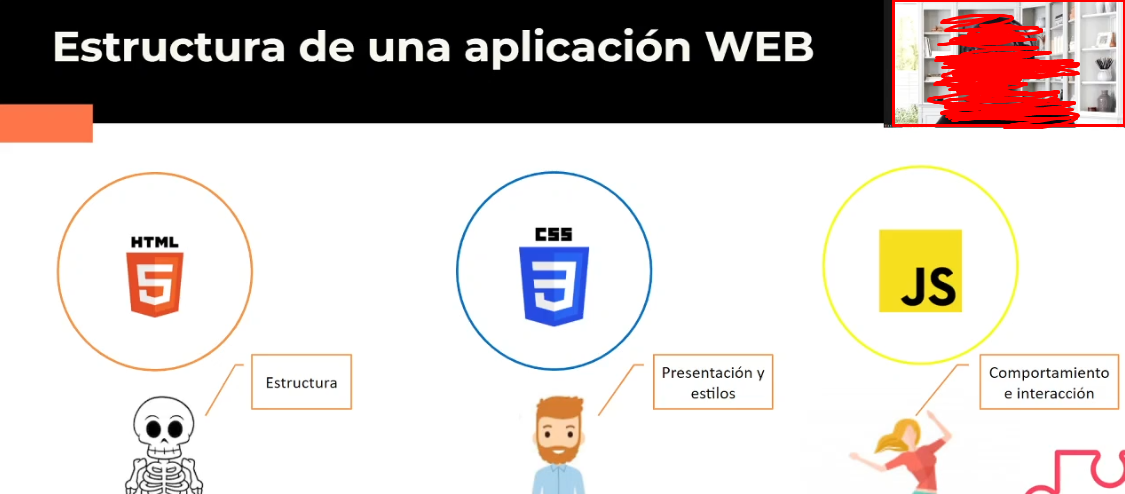 Estructura de una aplicación WEB
HTML
5
CSS
3
JS
Estructura
Presentación y
estilos
Comportamiento
e interacción